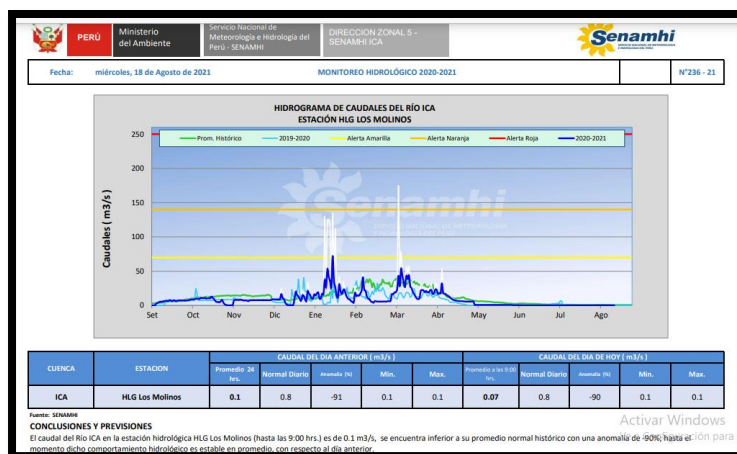 PERÚ
Ministerio
del Ambiente
Servicio Nacional de
Meteorología e Hidrología del
Perú - SENAMHI
DIRECCION ZONAL 5 -
SENAMHI ICA
Senamhi
Fecha: miércoles, 18 de Agosto de 2021 MONITOREO HIDROLÓGICO 2020-2021 N°236 - 21
HIDROGRAMA DE CAUDALES DEL RÍO ICA
ESTACIÓN HLG LOS MOLINOS
Prom. Histórico 2019-2020 Alerta Amarilla Alerta Naranja Alerta Roja 2020-2021
Caudales ( m3/s )
250
200
150
100
50
0
Set Oct Nov Dic Ene Feb Mar Abr May Jun Jul Ago
Senamhi
CUENCA ESTACION CAUDAL DEL DIA ANTERIOR ( m3/s ) CAUDAL DEL DIA DE HOY ( m3/s )
Promedio 24 hrs. Normal Diario Anomalia (%) Min. Max. Promedio a las 9:00 hrs. Normal Diario Anomalia (%) Min. Max.
ICA HLG Los Molinos 0.1 0.8 -91 0.1 0.1 0.07 0.8 -90 0.1 0.1
Fuente: SENAMHI
CONCLUSIONES Y PREVISIONES
El caudal del Río ICA en la estación hidrológica HLG Los Molinos (hasta las 9:00 hrs.) es de 0.1 m3/s, se encuentra inferior a su promedio normal histórico con una anomalía de -90%; hasta el
momento dicho comportamiento hidrológico es estable en promedio, con respecto al día anterior.
Activar Windows